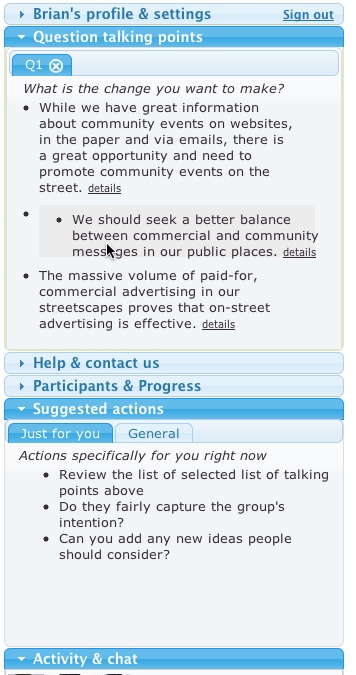 Brian's profile & settings Sign out
Question talking points
Q1
What is the change you want to make?
While we have great information
about community events on websites,
in the paper and via emails, there is
a great opportunity and need to
promote community events on the
street. details
We should seek a better balance
between commercial and community
messages in our public places. details
The massive volume of paid-for,
commercial advertising in our
streetscapes proves that on-street
advertising is effective. details
Help & contact us
Participants & Progress
Suggested actions
Just for you General
Actions specifically for you right now
Review the list of selected list of talking
points above
Do they fairly capture the group's
intention?
Can you add any new ideas people
should consider?
Activity & chat